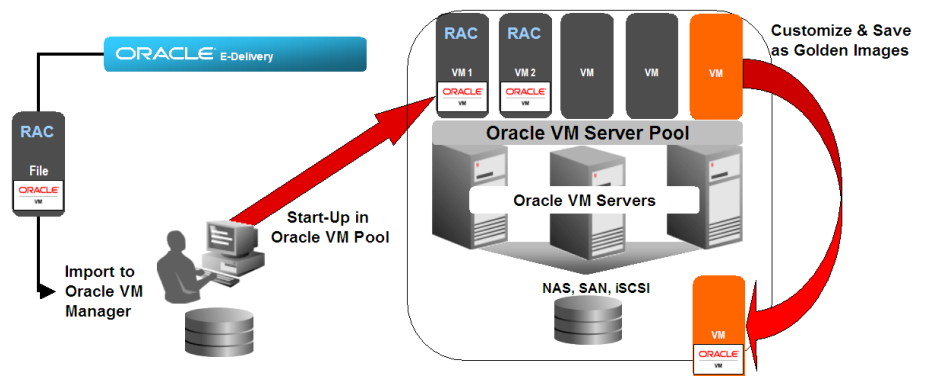 ORACLE E-Delivery
RAC
File
ORACLE
VM
Import to
Oracle VM
Manager
Start-Up in
Oracle VM Pool
RAC
VM 1
ORACLE
VM
RAC
VM 2
ORACLE
VM
VM
VM
VM
Customize & Save
as Golden Images
Oracle VM Server Pool
Oracle VM Servers
NAS, SAN, iSCSI
VM
ORACLE
VM